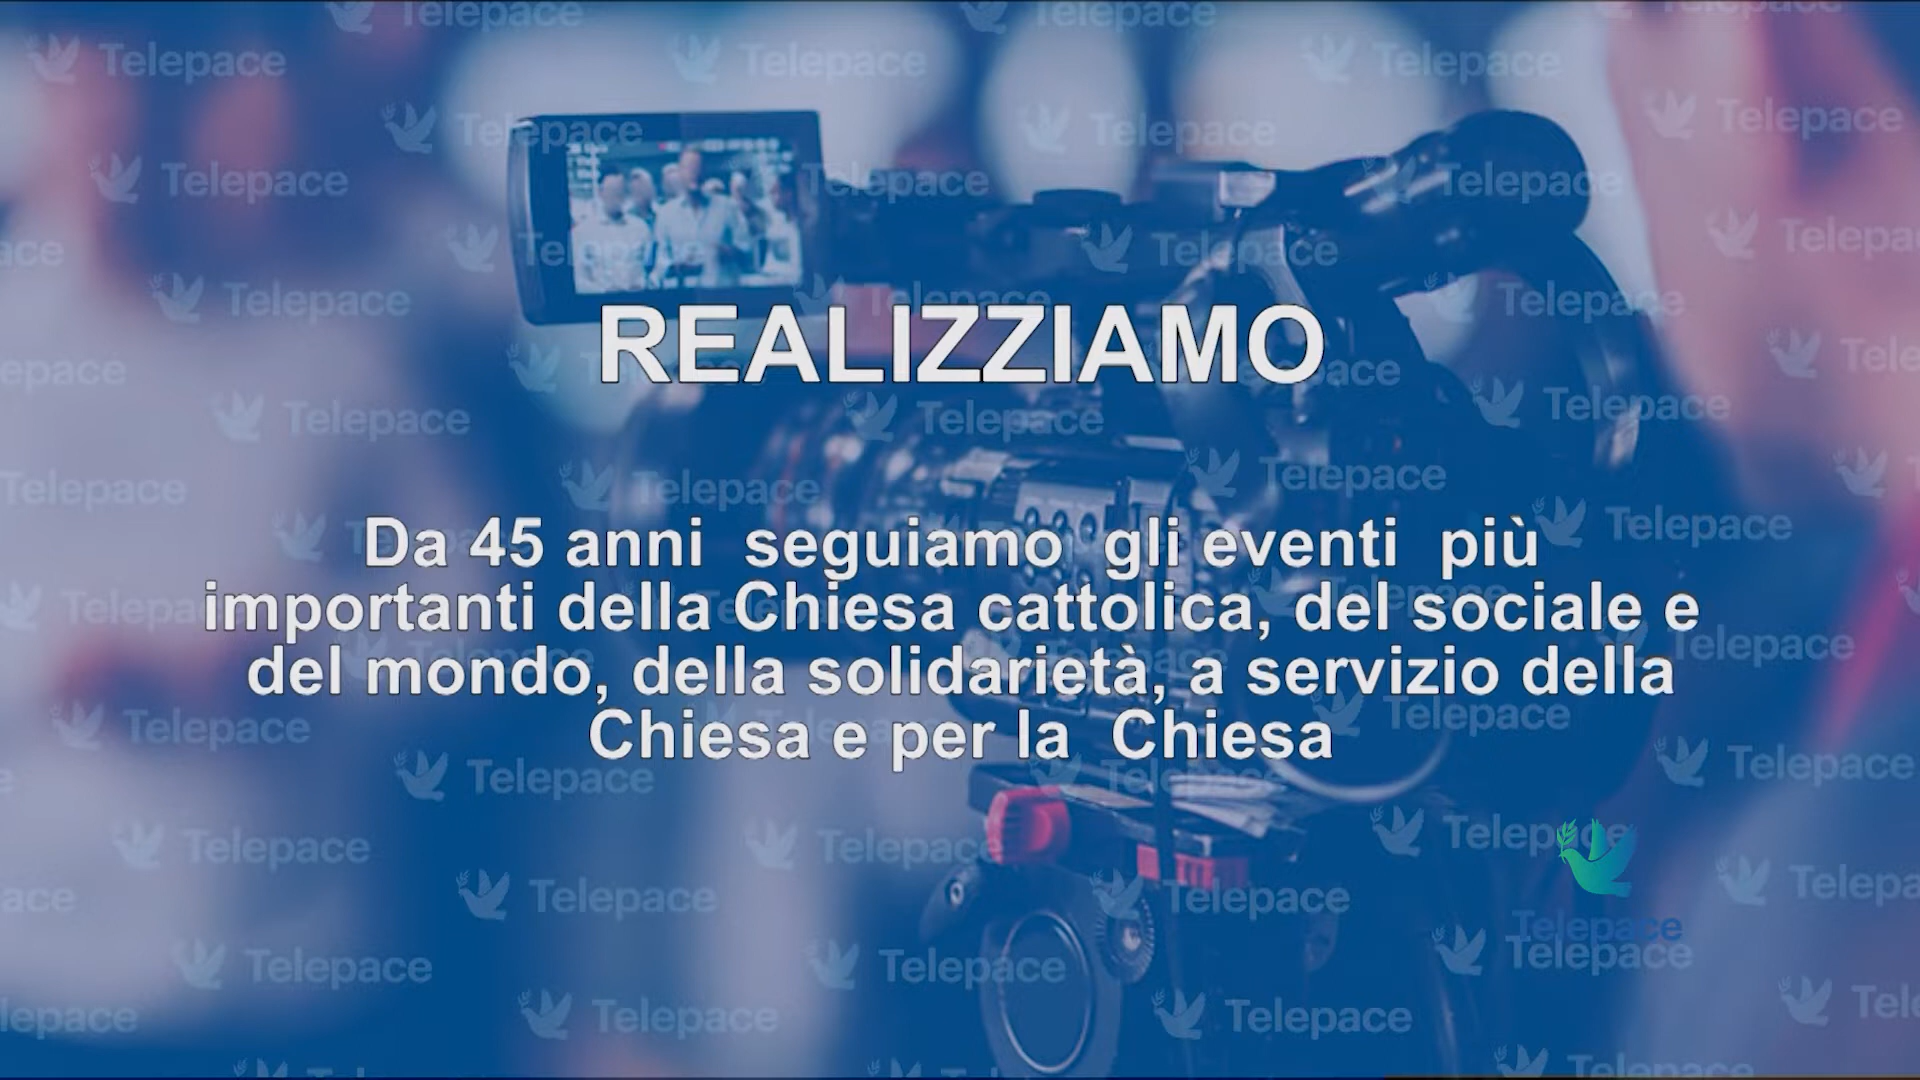 REALIZZIAMO
Da 45 anni seguiamo gli eventi più
importanti della Chiesa cattolica, del sociale e
del mondo, della solidarietà, a servizio della
Chiesa e per la Chiesa
Telepace